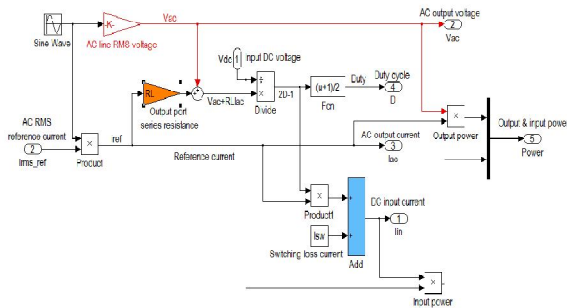 Sine Wave
-K-
AC line RMS voltage
Vac
AC output voltage
2
Vac
Vdc
1
input DC voltage
RL
Output port
series resistance
Vac+RLIac
×
Divide
2D-1
(u+1)/2
Fcn
Duty
Duty cycle
4
D
AC RMS
reference current
2
Irms_ref
×
Product
ref
Reference current
AC output current
3
Iac
×
Output power
Output & input power
5
Power
×
Product1
DC input current
1
Iin
Isw
Switching loss current
Add
×
Input power